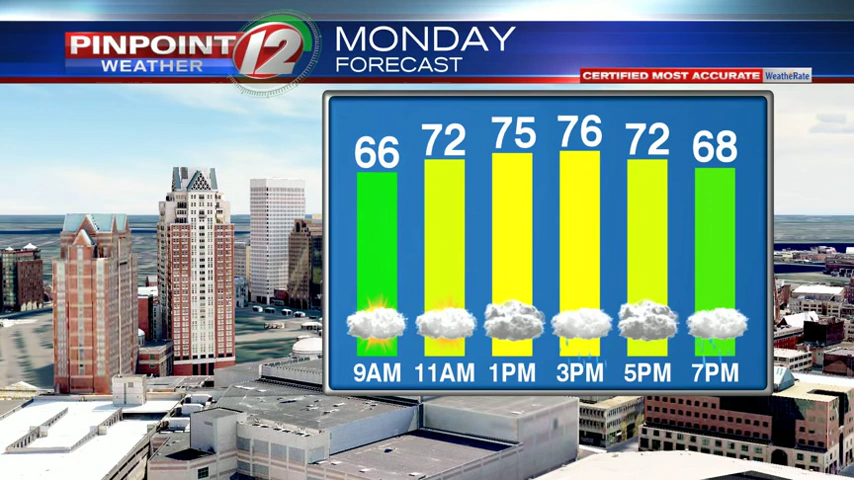 PINPOINT 12
WEATHER
MONDAY
FORECAST
CERTIFIED MOST ACCURATE WeatheRate
66 72 75 76 72 68
9AM 11AM 1PM 3PM 5PM 7PM